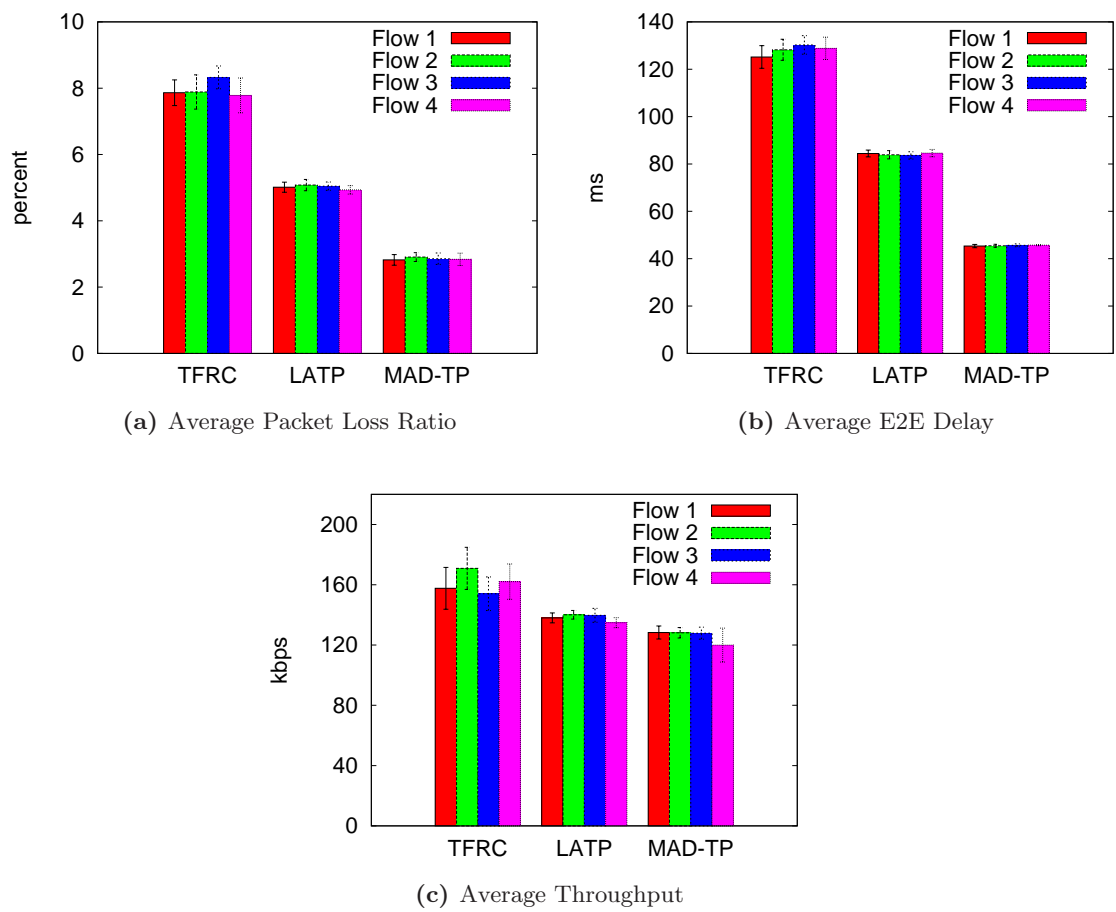 10
8
6
4
2
0
percent
Flow 1
Flow 2
Flow 3
Flow 4
TFRC LATP MAD-TP
(a) Average Packet Loss Ratio
140
120
100
80
60
40
20
0
ms
Flow 1
Flow 2
Flow 3
Flow 4
TFRC LATP MAD-TP
(b) Average E2E Delay
200
160
120
80
40
0
kbps
Flow 1
Flow 2
Flow 3
Flow 4
TFRC LATP MAD-TP
(c) Average Throughput